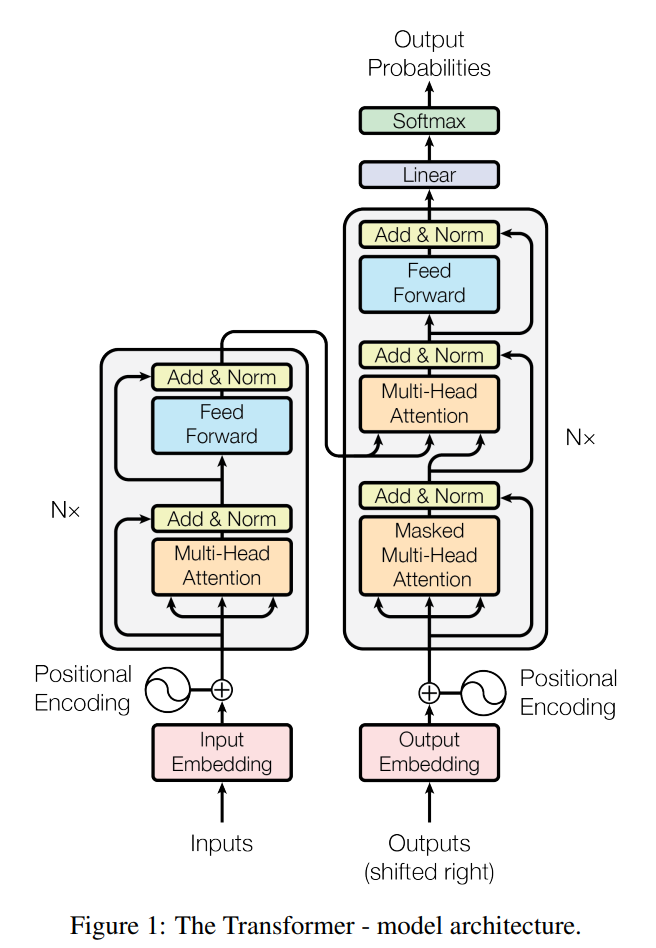 Output
Probabilities
Softmax
Linear
Add & Norm
Feed
Forward
Add & Norm
Multi-Head
Attention
Add & Norm
Masked
Multi-Head
Attention
N×
Add & Norm
Feed
Forward
Add & Norm
Multi-Head
Attention
N×
Positional
Encoding
Positional
Encoding
Input
Embedding
Output
Embedding
Inputs
Outputs
(shifted right)
Figure 1: The Transformer - model architecture.